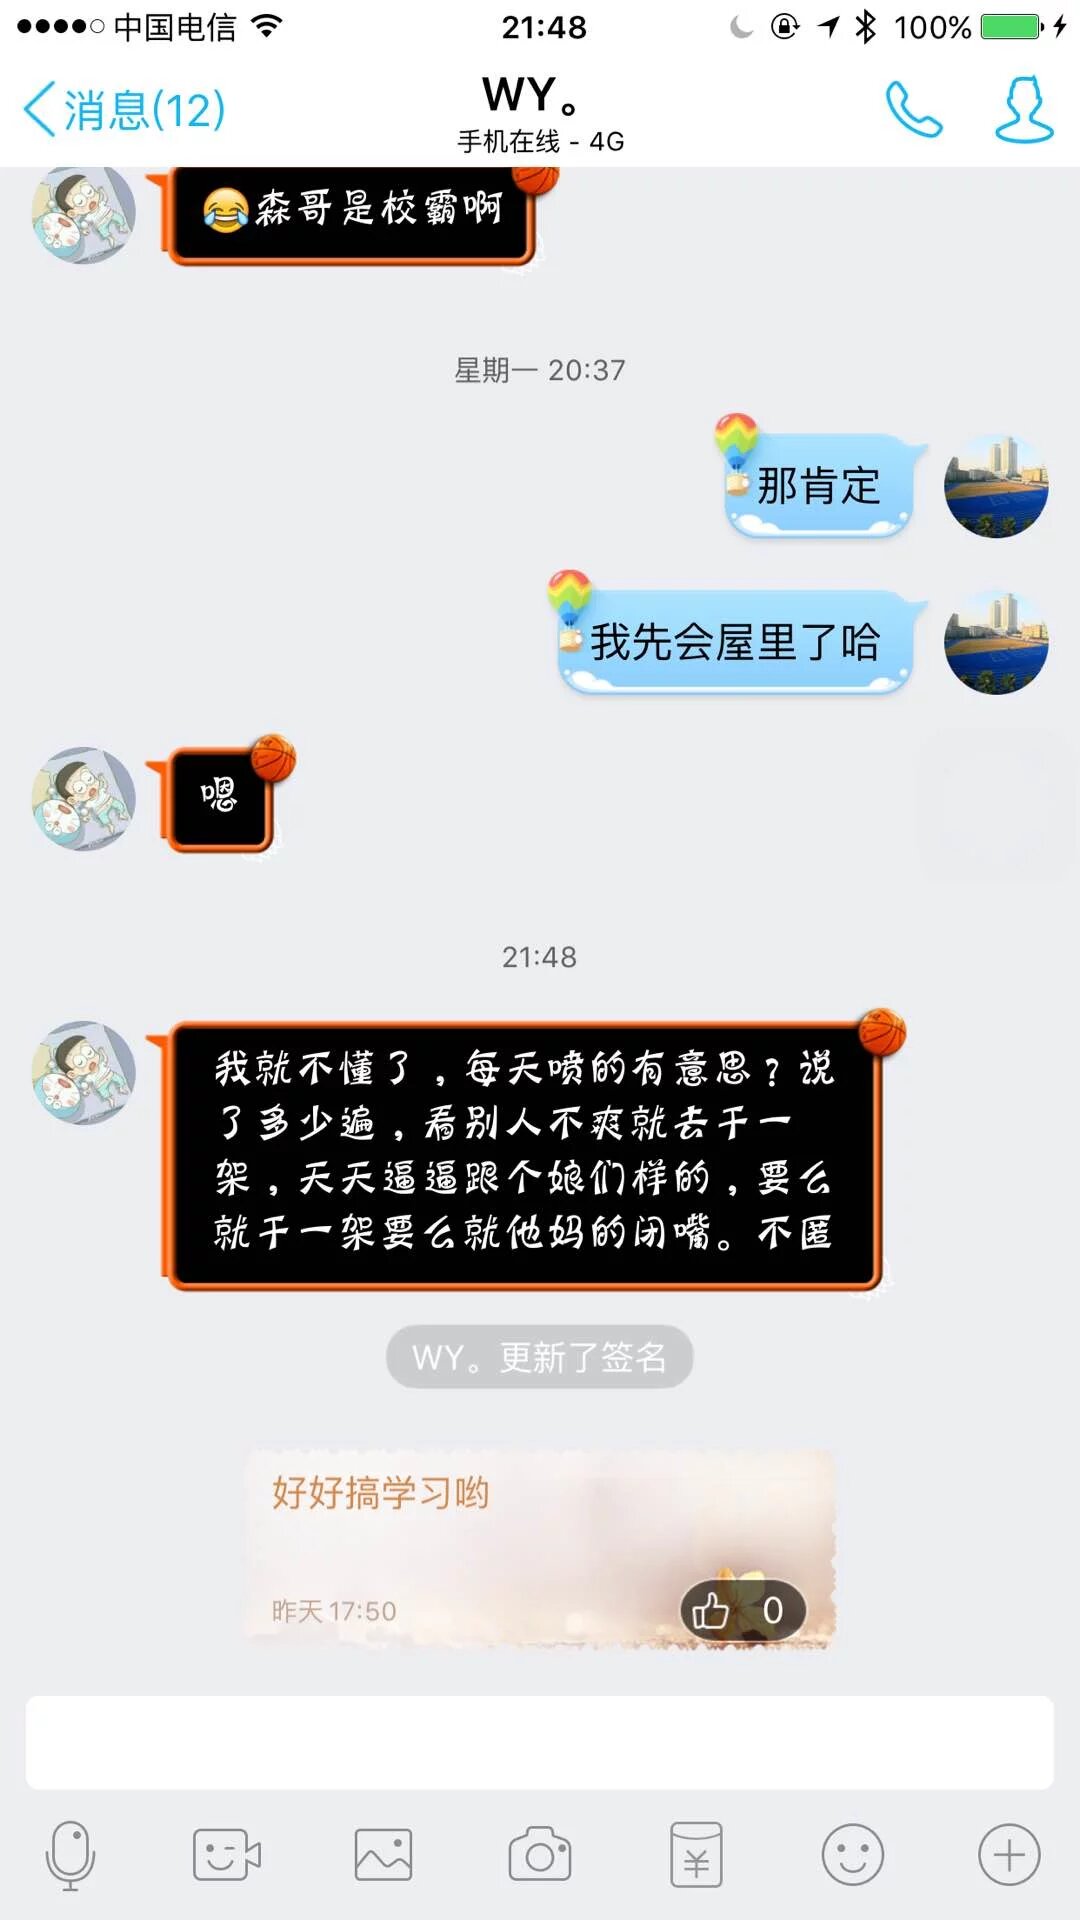 中国电信 21:48 100%
消息(12) WY。
手机在线 - 4G
😂森哥是校霸啊
星期一 20:37
那肯定
我先会屋里了哈
嗯
21:48
我就不懂了，每天喷的有意思？说
了多少遍，看别人不爽就去干一
架，天天逼逼跟个娘们样的，要么
就干一架要么就他妈的闭嘴。不匿
WY。更新了签名
好好搞学习哟
昨天 17:50 0